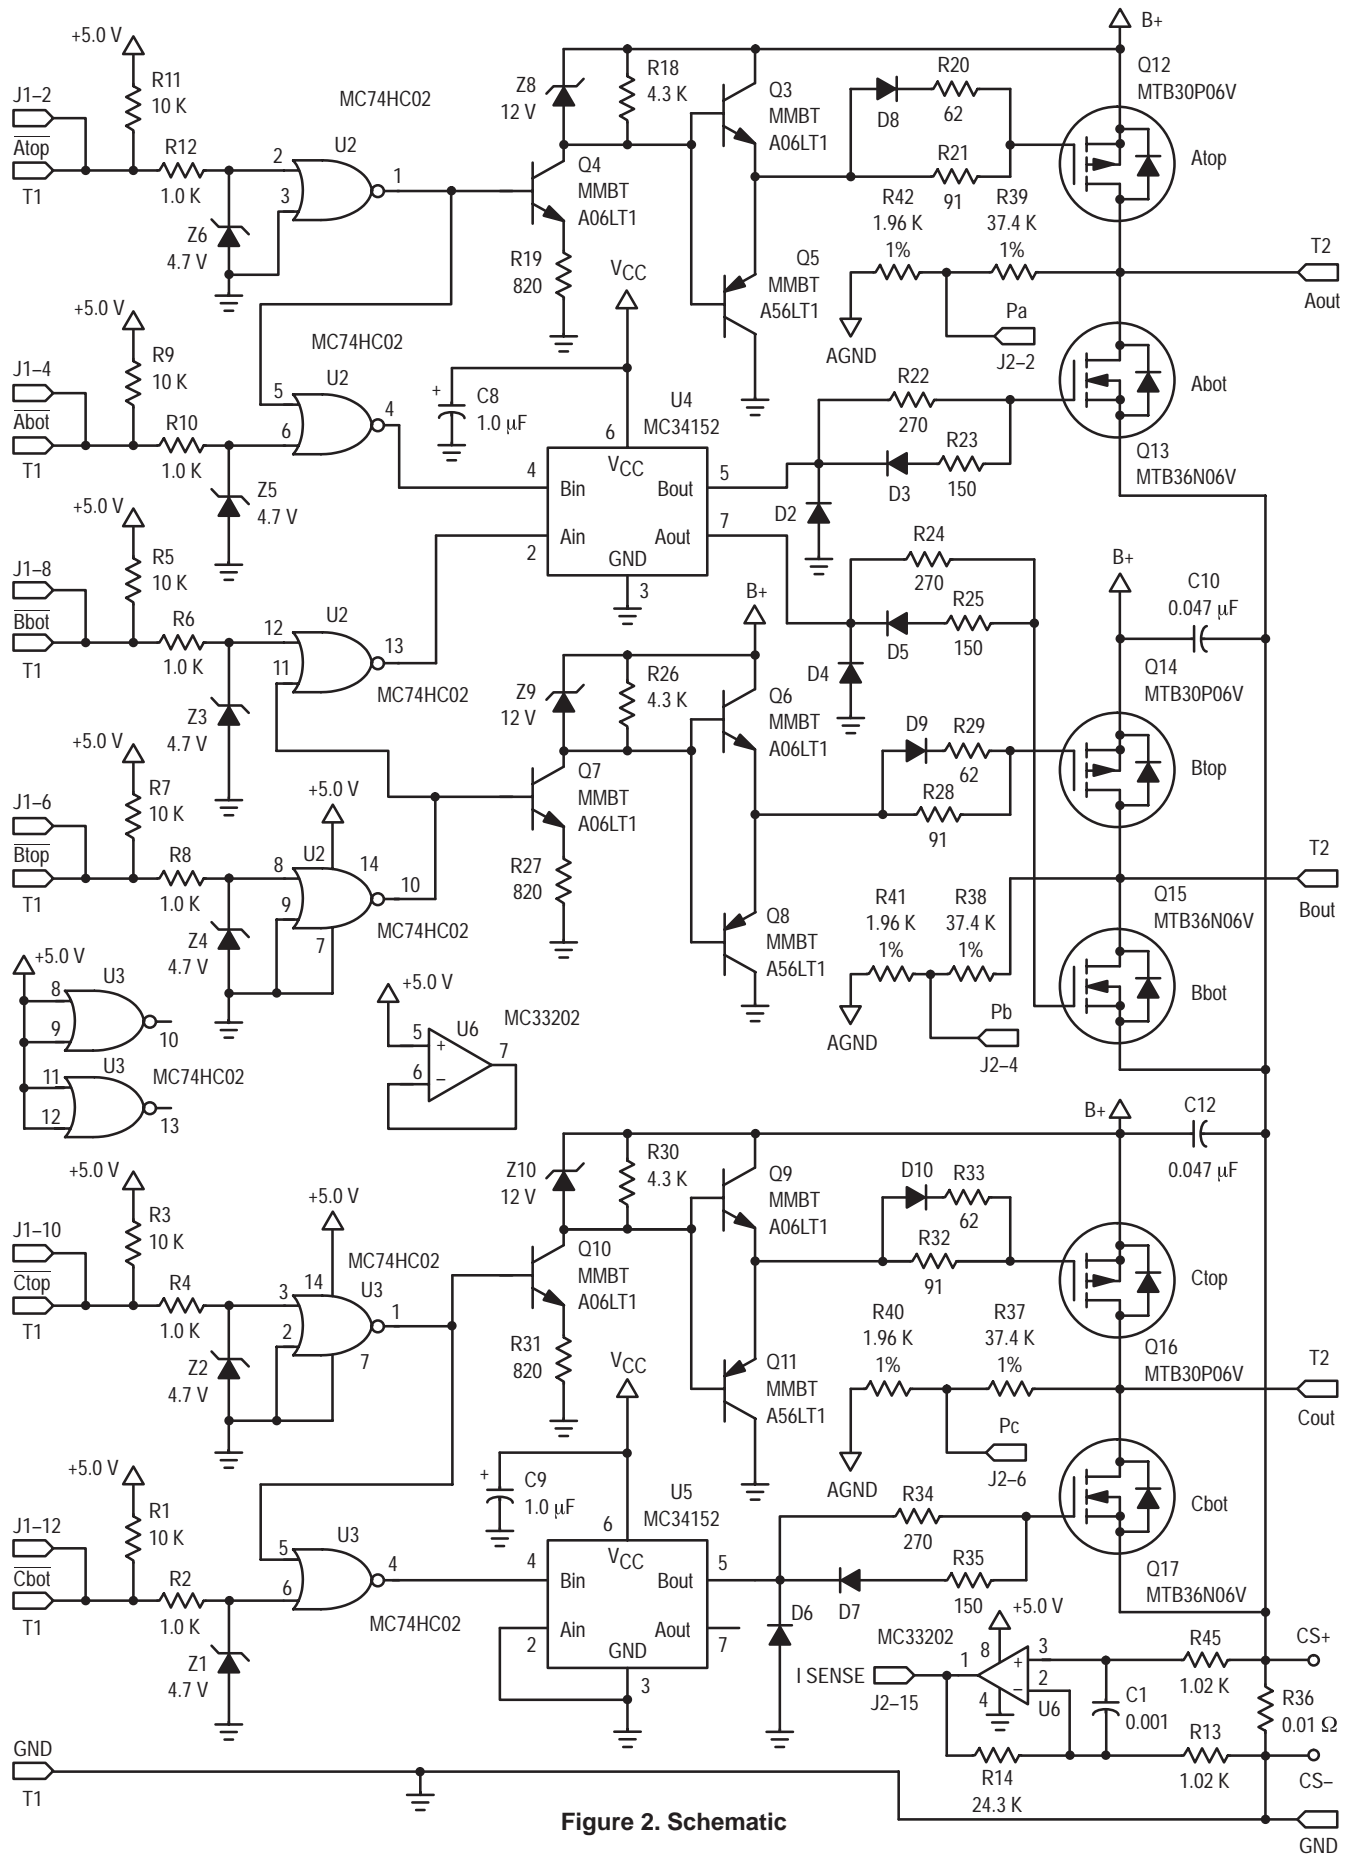 B+
+5.0 V
R11
10 K
J1–2
Atop
T1
R12
1.0 K
MC74HC02
U2
2
3
1
Z6
4.7 V
Z8
12 V
R18
4.3 K
Q4
MMBT
A06LT1
R19
820
Q3
MMBT
A06LT1
Q5
MMBT
A56LT1
D8
R20
62
R21
91
R42
1.96 K
1%
R39
37.4 K
1%
Q12
MTB30P06V
Atop
T2
Aout
AGND
Pa
J2–2
+5.0 V
R9
10 K
J1–4
Abot
T1
R10
1.0 K
MC74HC02
U2
5
6
4
Z5
4.7 V
VCC
+
C8
1.0 µF
U4
MC34152
6
VCC
4
Bin
Bout
5
Ain
Aout
7
2
GND
3
R22
270
R23
150
D3
D2
Abot
Q13
MTB36N06V
+5.0 V
R5
10 K
J1–8
Bbot
T1
R6
1.0 K
U2
12
11
13
MC74HC02
Z3
4.7 V
R24
270
R25
150
D5
D4
B+
C10
0.047 µF
Q14
MTB30P06V
B+
Z9
12 V
R26
4.3 K
Q6
MMBT
A06LT1
Q7
MMBT
A06LT1
R27
820
Q8
MMBT
A56LT1
D9
R29
62
R28
91
Btop
+5.0 V
R7
10 K
J1–6
Btop
T1
R8
1.0 K
+5.0 V
U2
14
8
9
10
7
MC74HC02
Z4
4.7 V
R41
1.96 K
1%
R38
37.4 K
1%
Q15
MTB36N06V
T2
Bout
Bbot
AGND
Pb
J2–4
+5.0 V
U3
8
9
10
U3
11
12
13
MC74HC02
+5.0 V
5
+
U6
MC33202
7
6
–
B+
C12
0.047 µF
Z10
12 V
R30
4.3 K
Q9
MMBT
A06LT1
Q10
MMBT
A06LT1
R31
820
Q11
MMBT
A56LT1
D10
R33
62
R32
91
Ctop
Q16
MTB30P06V
+5.0 V
R3
10 K
J1–10
Ctop
T1
R4
1.0 K
+5.0 V
MC74HC02
14
U3
3
2
1
7
Z2
4.7 V
R40
1.96 K
1%
R37
37.4 K
1%
T2
Cout
AGND
Pc
J2–6
+5.0 V
R1
10 K
J1–12
Cbot
T1
R2
1.0 K
U3
5
6
4
MC74HC02
Z1
4.7 V
VCC
+
C9
1.0 µF
U5
MC34152
6
VCC
4
Bin
Bout
5
Ain
Aout
2
7
GND
3
R34
270
R35
150
D7
D6
Cbot
Q17
MTB36N06V
+5.0 V
MC33202
8
1
+
3
–
2
4
U6
I SENSE
J2–15
R14
24.3 K
C1
0.001
R45
1.02 K
R13
1.02 K
CS+
R36
0.01 Ω
CS–
GND
T1
GND
Figure 2. Schematic